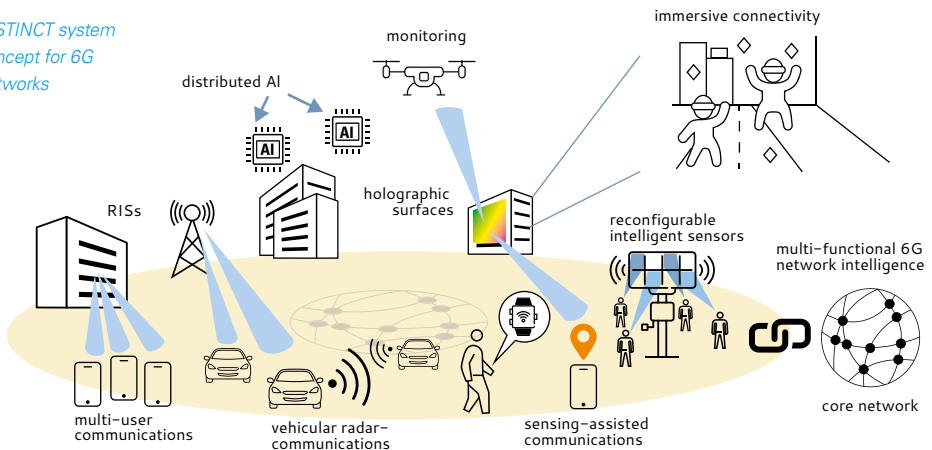 STINCT system
ncept for 6G
tworks
monitoring
immersive connectivity
distributed AI
AI
AI
RISs
holographic
surfaces
reconfigurable
intelligent sensors
multi-functional 6G
network intelligence
multi-user
communications
vehicular radar-
communications
sensing-assisted
communications
core network